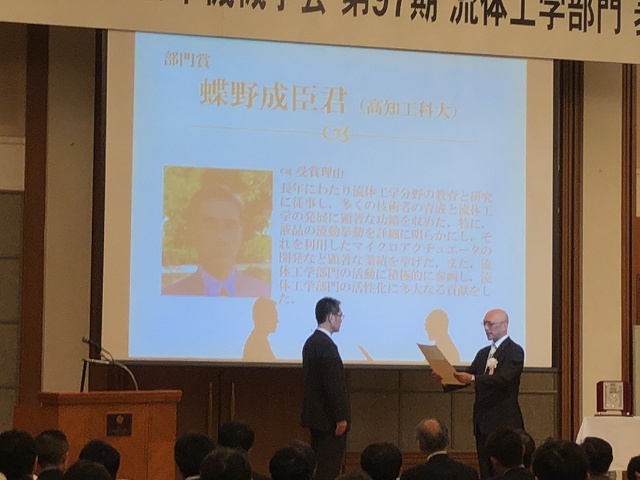 機械学会 第97期 流体工学部門
部門賞
蝶野成臣君（高知工科大）
受賞理由
長年にわたり流体工学分野の教育と研究
に従事し，多くの技術者の育成と流体工
学の発展に顕著な功績を収めた．特に，
液晶の流動挙動を詳細に明らかにし，そ
れを利用したマイクロアクチュエータの
開発など顕著な業績を挙げた．また，流
体工学部門の活動に積極的に参画し，流
体工学部門の活性化に多大なる貢献をし
た．